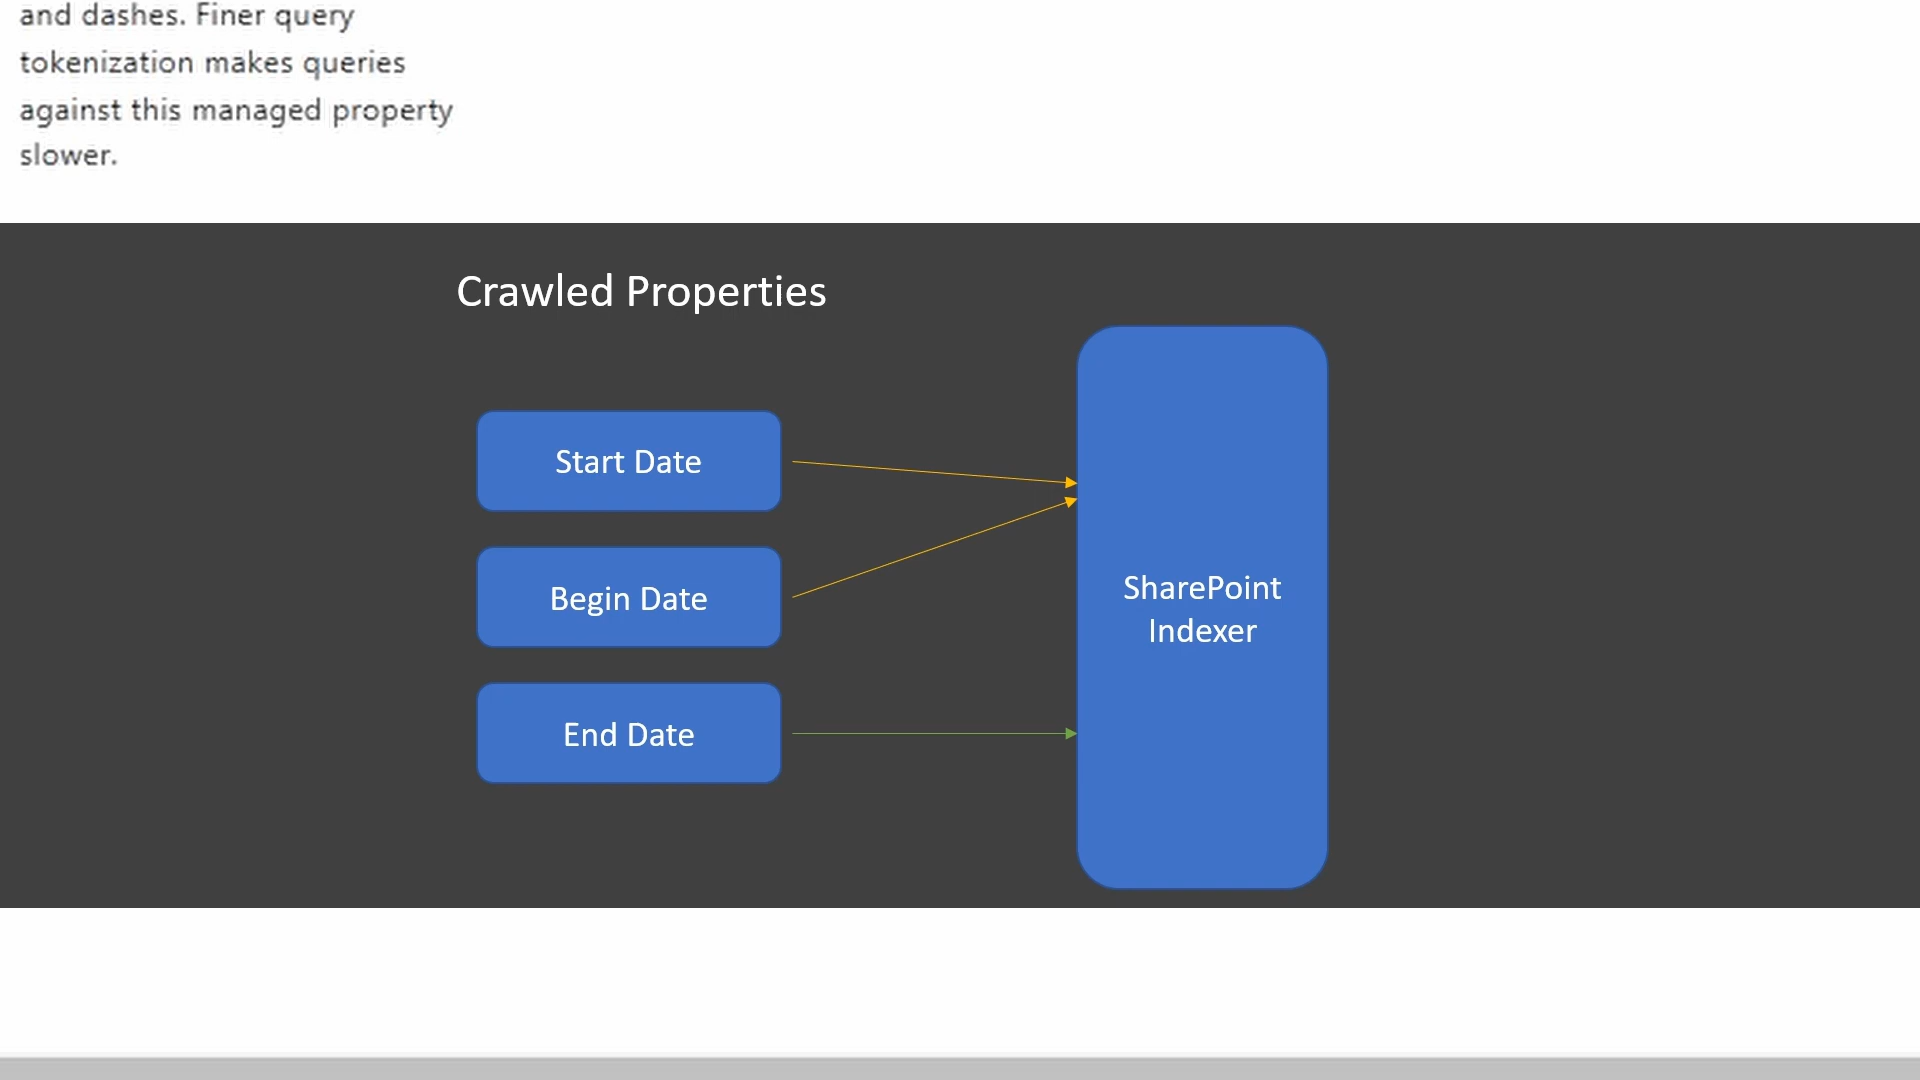 and dashes. Finer query
tokenization makes queries
against this managed property
slower.
Crawled Properties
Start Date
Begin Date
End Date
SharePoint
Indexer